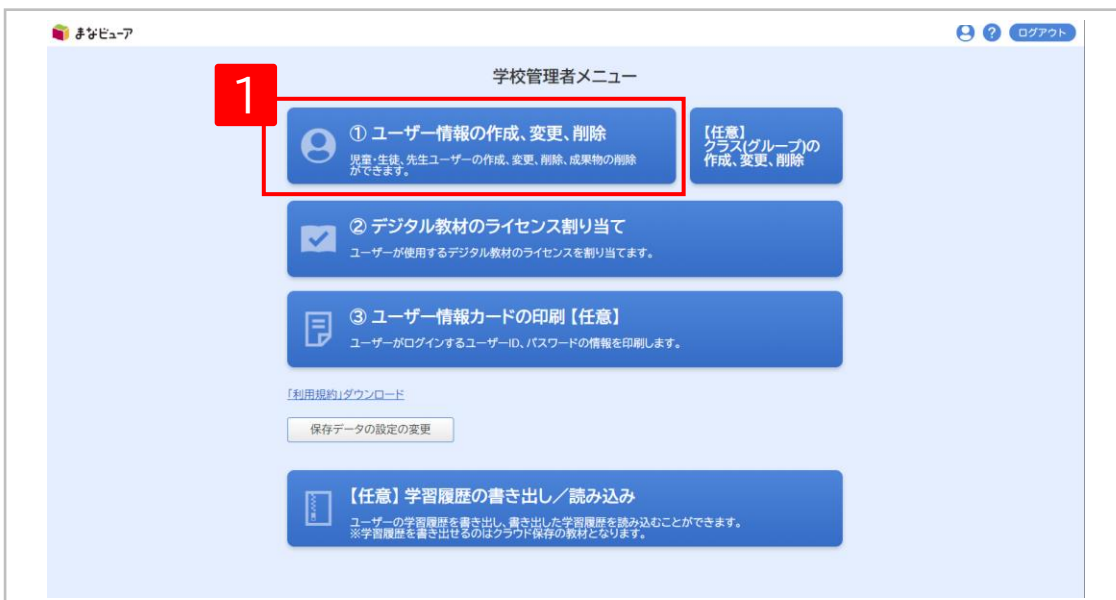 まなビューア
? ログアウト
学校管理者メニュー
1
① ユーザー情報の作成、変更、削除
児童・生徒、先生ユーザーの作成、変更、削除、成果物の削除
ができます。
【任意】
クラス(グループ)の
作成、変更、削除
② デジタル教材のライセンス割り当て
ユーザーが使用するデジタル教材のライセンスを割り当てます。
③ ユーザー情報カードの印刷【任意】
ユーザーがログインするユーザーID、パスワードの情報を印刷します。
「利用規約」ダウンロード
保存データの設定の変更
【任意】学習履歴の書き出し／読み込み
ユーザーの学習履歴を書き出し、書き出した学習履歴を読み込むことができます。
※学習履歴を書き出せるのはクラウド保存の教材となります。